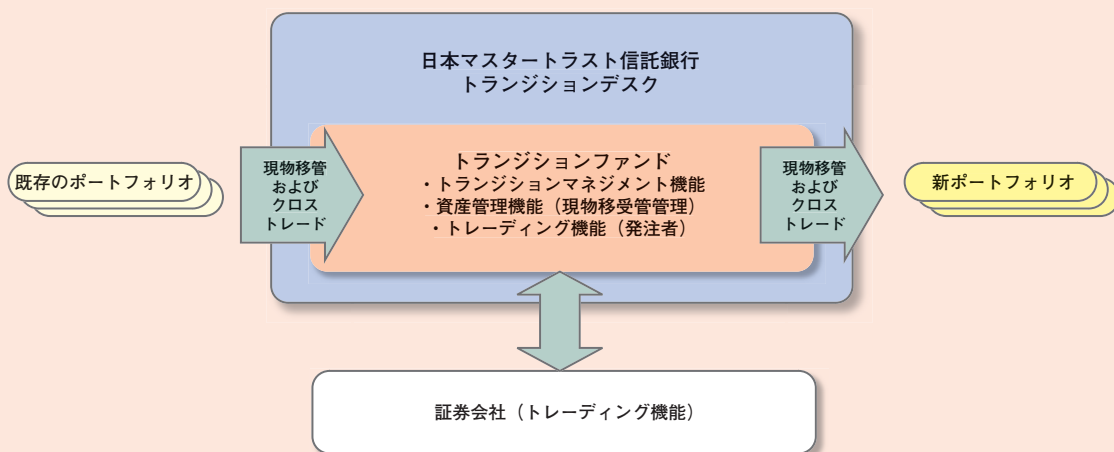 日本マスタートラスト信託銀行
トランジションデスク
既存のポートフォリオ
現物移管
および
クロス
トレード
トランジションファンド
・トランジションマネジメント機能
・資産管理機能（現物移受管管理）
・トレーディング機能（発注者）
現物移管
および
クロス
トレード
新ポートフォリオ
証券会社（トレーディング機能）